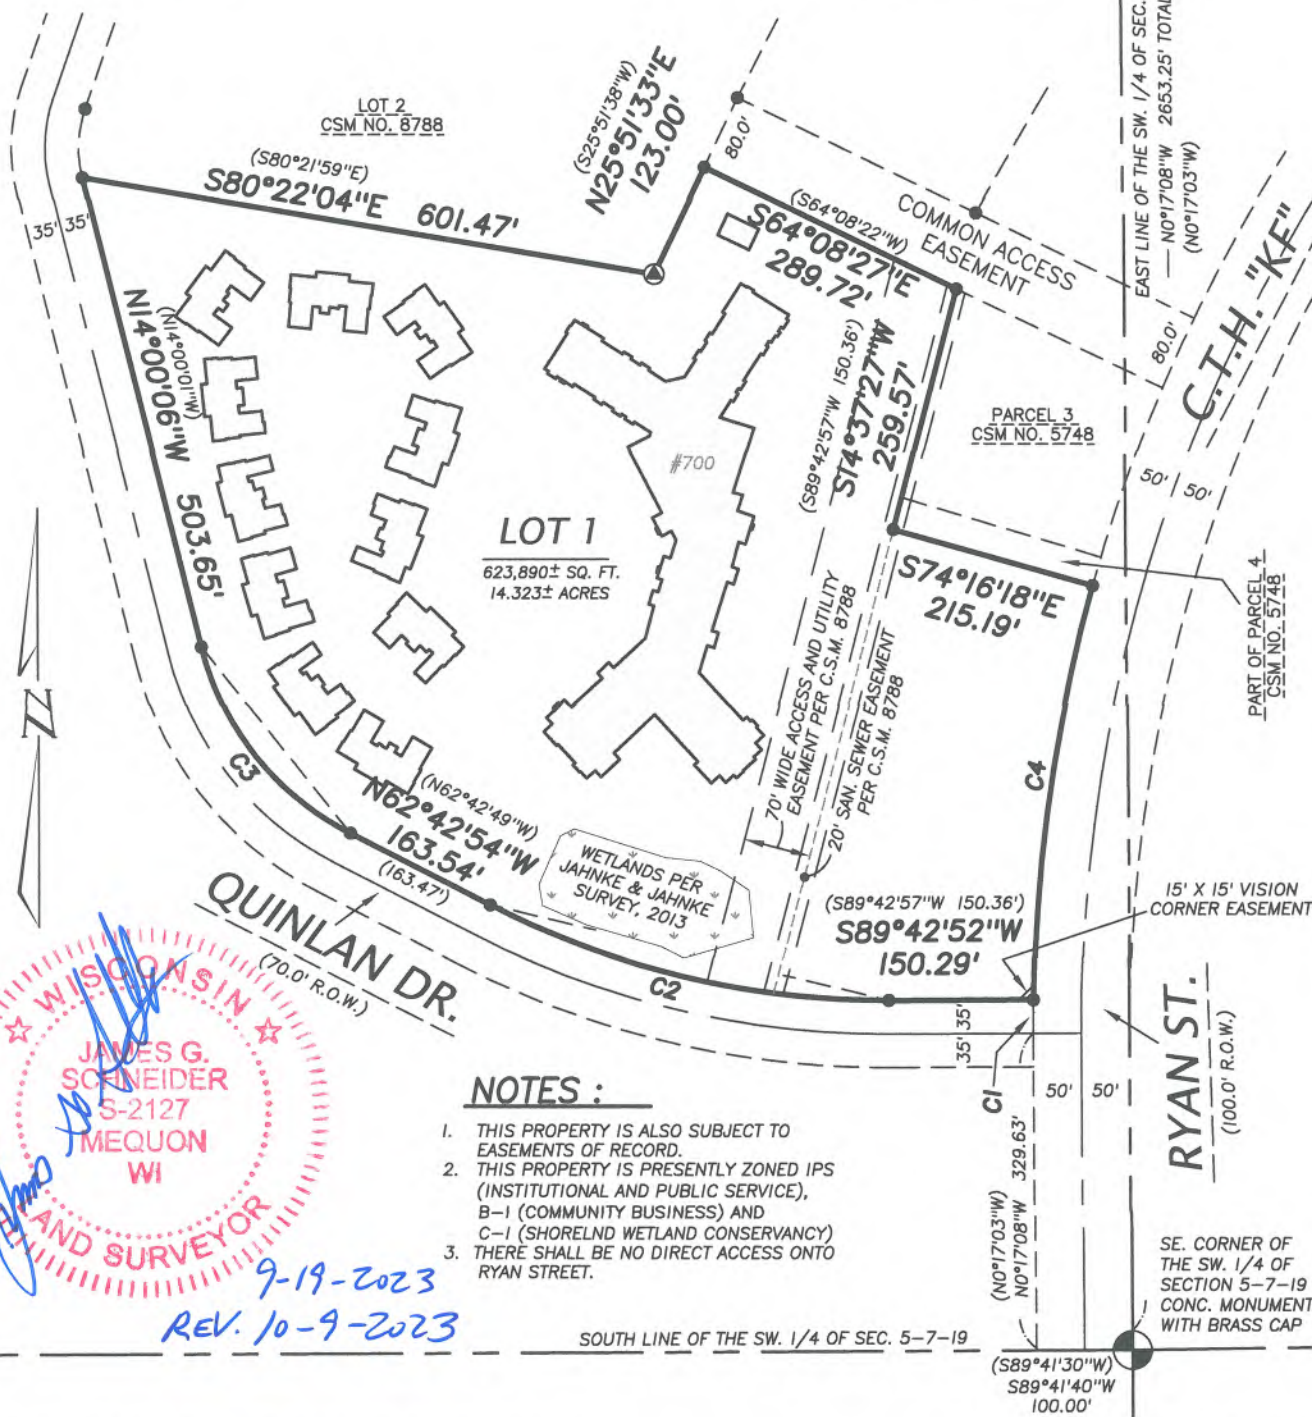 LOT 2
CSM NO. 8788
(S80°21'59"E)
S80°22'04"E 601.47'
(S25°51'38"W)
N25°51'33"E
123.00'
80.0'
(S64°08'22"W)
S64°08'27"E
289.72'
COMMON ACCESS
EASEMENT
EAST LINE OF THE SW. 1/4 OF SEC.
N0°17'08"W 2653.25' TOTAL
(N0°17'03"W)
C.T.H. "KF"
80.0'
35' 35'
N14°00'06"W 503.65'
(N14°00'01"W)
(S89°42'57"W 150.36')
S14°37'27"W
259.57'
PARCEL 3
CSM NO. 5748
50' 50'
#700
LOT 1
623,890± SQ. FT.
14.323± ACRES
S74°16'18"E
215.19'
PART OF PARCEL 4
CSM NO. 5748
N
C3
C4
70' WIDE ACCESS AND UTILITY
EASEMENT PER C.S.M. 8788
20' SAN. SEWER EASEMENT
PER C.S.M. 8788
(N62°42'49"W)
N62°42'54"W
163.54'
(163.47')
WETLANDS PER
JAHNKE & JAHNKE
SURVEY, 2013
(S89°42'57"W 150.36')
S89°42'52"W
150.29'
15' X 15' VISION
CORNER EASEMENT
QUINLAN DR.
(70.0' R.O.W.)
C2
35' 35'
C1
50' 50'
RYAN ST.
(100.0' R.O.W.)
WISCONSIN
JAMES G.
SCHNEIDER
S-2127
MEQUON
WI
LAND SURVEYOR
9-19-2023
REV. 10-9-2023
NOTES :
1. THIS PROPERTY IS ALSO SUBJECT TO
EASEMENTS OF RECORD.
2. THIS PROPERTY IS PRESENTLY ZONED IPS
(INSTITUTIONAL AND PUBLIC SERVICE),
B-1 (COMMUNITY BUSINESS) AND
C-1 (SHORELND WETLAND CONSERVANCY)
3. THERE SHALL BE NO DIRECT ACCESS ONTO
RYAN STREET.
(N0°17'03"W)
N0°17'08"W 329.63'
SE. CORNER OF
THE SW. 1/4 OF
SECTION 5-7-19
CONC. MONUMENT
WITH BRASS CAP
SOUTH LINE OF THE SW. 1/4 OF SEC. 5-7-19
(S89°41'30"W)
S89°41'40"W
100.00'